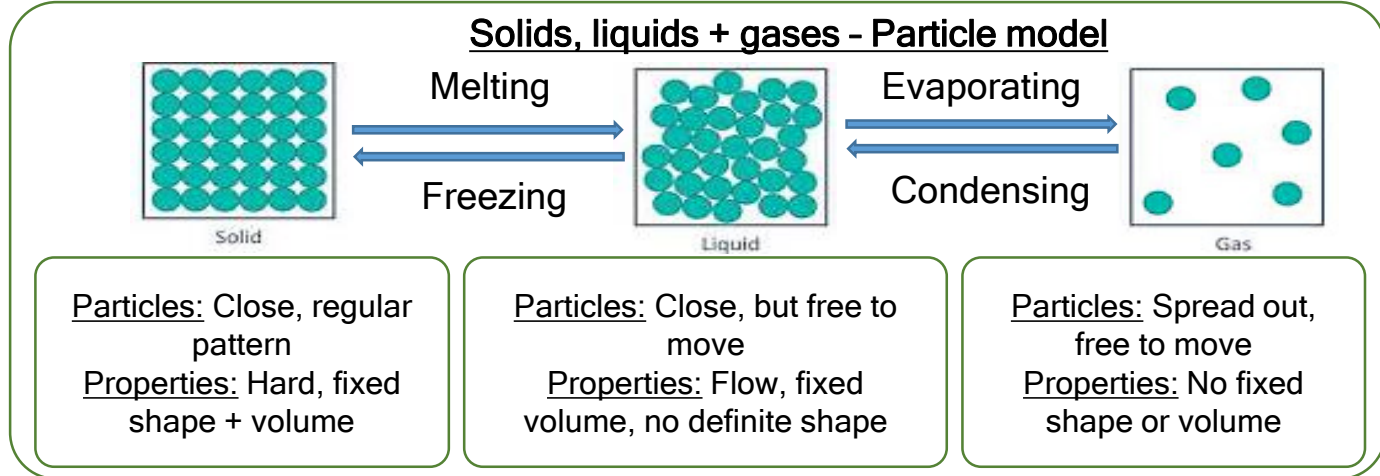 Solids, liquids + gases – Particle model
Melting
Evaporating
Freezing
Condensing
Solid
Liquid
Gas
Particles: Close, regular
pattern
Properties: Hard, fixed
shape + volume
Particles: Close, but free to
move
Properties: Flow, fixed
volume, no definite shape
Particles: Spread out,
free to move
Properties: No fixed
shape or volume